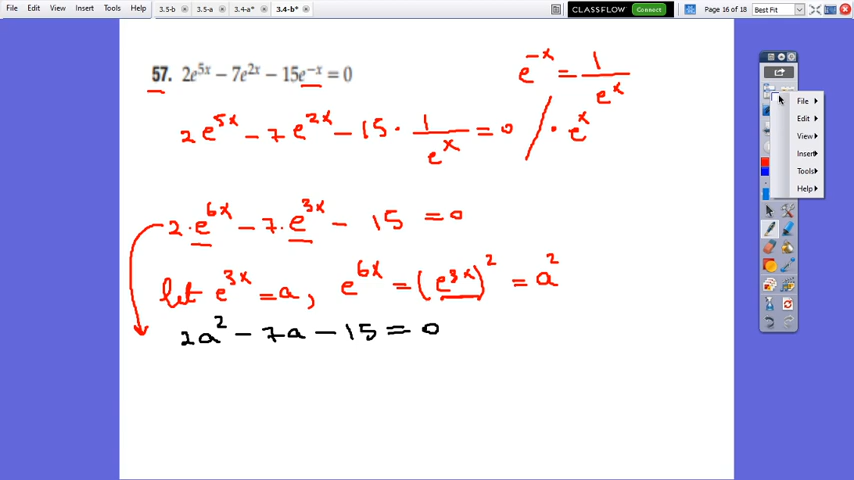 File Edit View Insert Tools Help 3.5-b • 3.5-a • 3.4-a* • 3.4-b* • CLASSFLOW Connect Page 16 of 18 Best Fit
57. 2e^{5x} − 7e^{2x} − 15e^{−x} = 0
e^{-x} = \frac{1}{e^x}
2e^{5x} − 7e^{2x} − 15 · \frac{1}{e^x} = 0 / · e^x
2·e^{6x} − 7·e^{3x} − 15 = 0
let e^{3x} = a, e^{6x} = (e^{3x})^2 = a^2
2a^2 − 7a − 15 = 0
File
Edit
View
Insert
Tools
Help